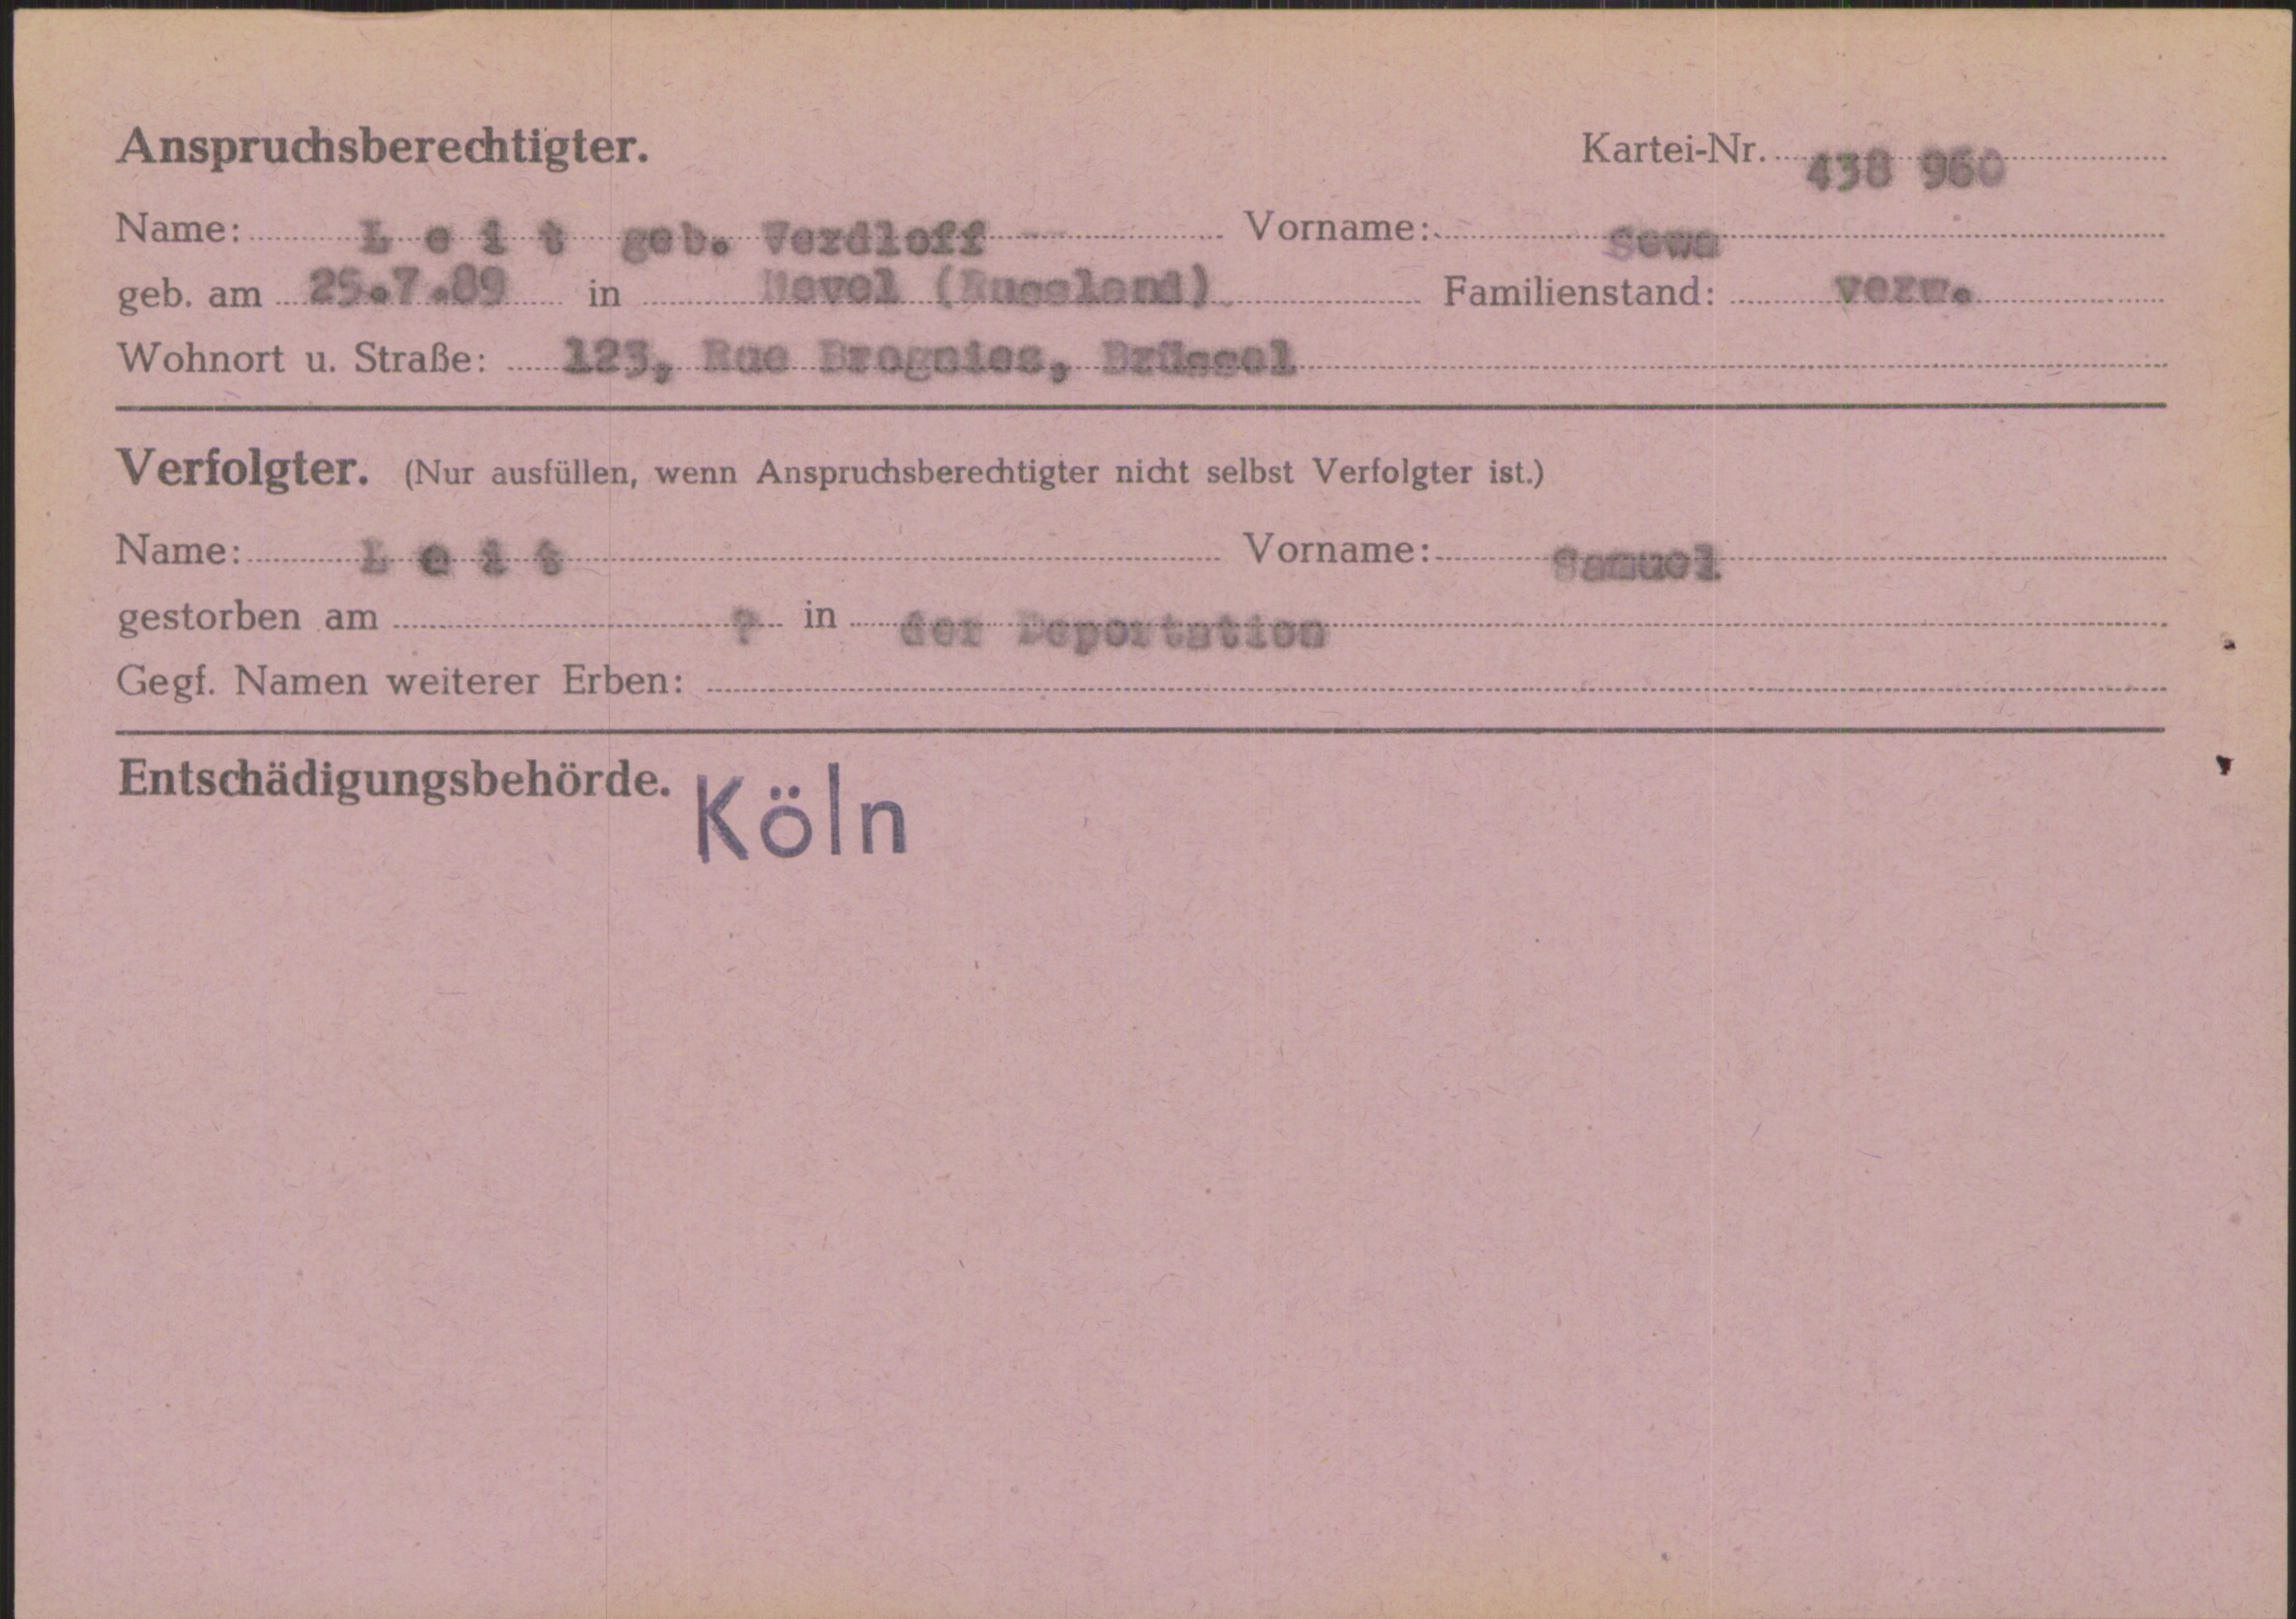 Anspruchsberechtigter.
Kartei-Nr. 438 960
Name: L e i t geb. Verdloff Vorname: Sewa
geb. am 25.7.89 in Nevel (Russland) Familienstand: verw.
Wohnort u. Straße: 123, Rue Brogniez, Brüssel
Verfolgter. (Nur ausfüllen, wenn Anspruchsberechtigter nicht selbst Verfolgter ist.)
Name: L e i t Vorname: Samuel
gestorben am ? in der Deportation
Gegf. Namen weiterer Erben:
Entschädigungsbehörde. Köln